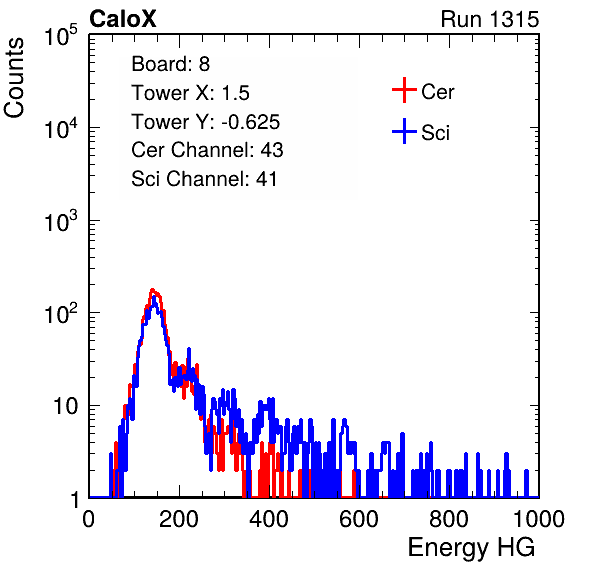 CaloX Run 1315
Counts
Board: 8
Tower X: 1.5
Tower Y: -0.625
Cer Channel: 43
Sci Channel: 41
Cer
Sci
10^5
10^4
10^3
10^2
10
1
0 200 400 600 800 1000
Energy HG